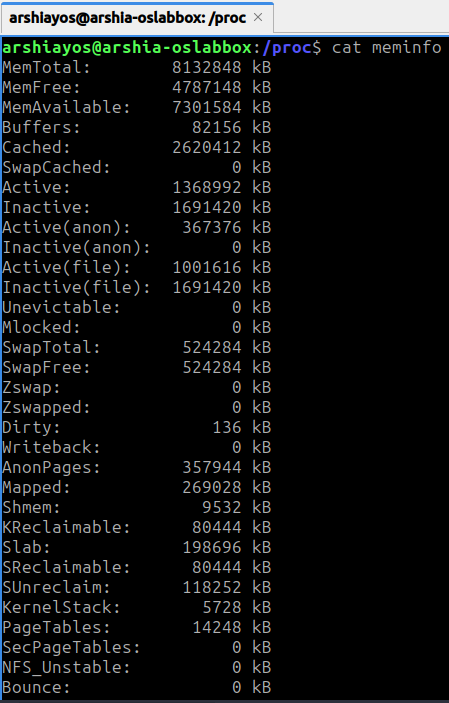 arshiayos@arshia-oslabbox: /proc ×
arshiayos@arshia-oslabbox:/proc$ cat meminfo
MemTotal:        8132848 kB
MemFree:         4787148 kB
MemAvailable:    7301584 kB
Buffers:           82156 kB
Cached:          2620412 kB
SwapCached:            0 kB
Active:          1368992 kB
Inactive:        1691420 kB
Active(anon):     367376 kB
Inactive(anon):        0 kB
Active(file):    1001616 kB
Inactive(file):  1691420 kB
Unevictable:           0 kB
Mlocked:               0 kB
SwapTotal:        524284 kB
SwapFree:         524284 kB
Zswap:                 0 kB
Zswapped:              0 kB
Dirty:               136 kB
Writeback:             0 kB
AnonPages:        357944 kB
Mapped:           269028 kB
Shmem:              9532 kB
KReclaimable:      80444 kB
Slab:             198696 kB
SReclaimable:      80444 kB
SUnreclaim:       118252 kB
KernelStack:        5728 kB
PageTables:        14248 kB
SecPageTables:         0 kB
NFS_Unstable:          0 kB
Bounce:                0 kB